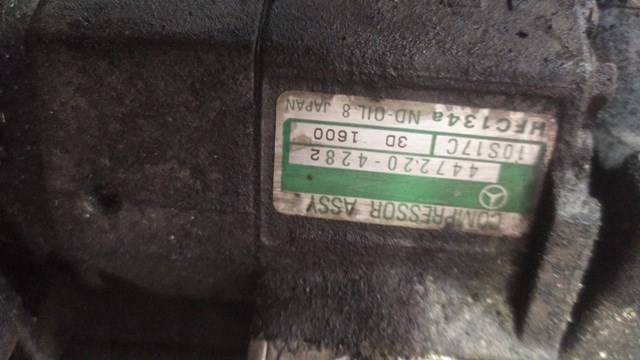 COMPRESSOR ASSY
447220-4282
10S17C 3D 1600
HFC134a ND-OIL 8 JAPAN